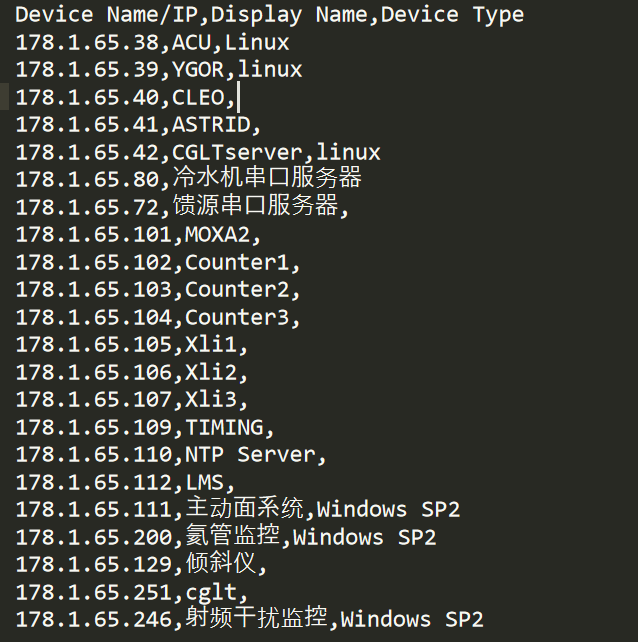 Device Name/IP,Display Name,Device Type
178.1.65.38,ACU,Linux
178.1.65.39,YGOR,linux
178.1.65.40,CLEO,
178.1.65.41,ASTRID,
178.1.65.42,CGLTserver,linux
178.1.65.80,冷水机串口服务器
178.1.65.72,馈源串口服务器,
178.1.65.101,MOXA2,
178.1.65.102,Counter1,
178.1.65.103,Counter2,
178.1.65.104,Counter3,
178.1.65.105,Xli1,
178.1.65.106,Xli2,
178.1.65.107,Xli3,
178.1.65.109,TIMING,
178.1.65.110,NTP Server,
178.1.65.112,LMS,
178.1.65.111,主动面系统,Windows SP2
178.1.65.200,氦管监控,Windows SP2
178.1.65.129,倾斜仪,
178.1.65.251,cglt,
178.1.65.246,射频干扰监控,Windows SP2